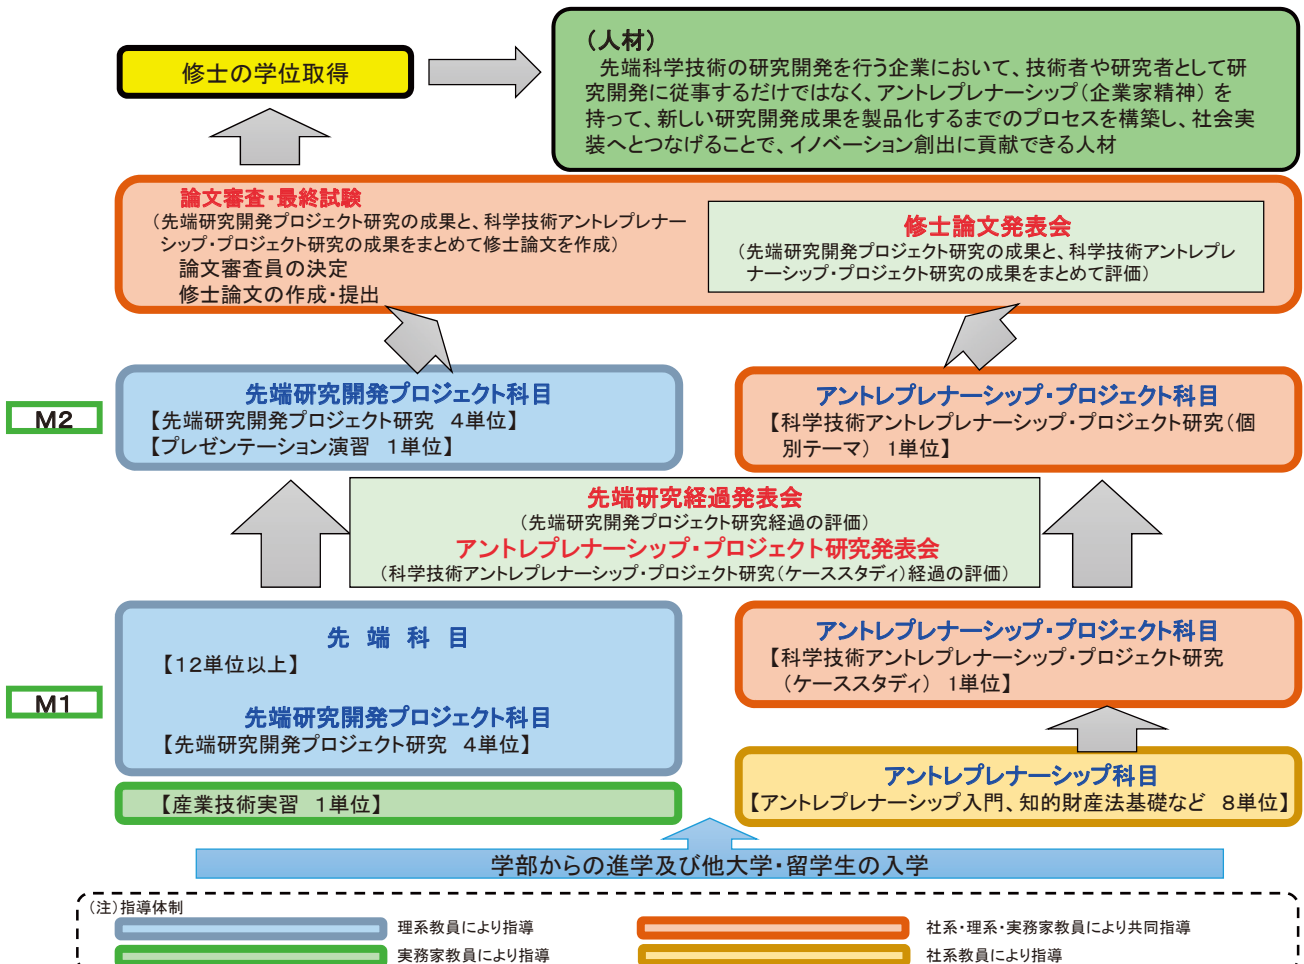 修士の学位取得
（人材）
先端科学技術の研究開発を行う企業において、技術者や研究者として研
究開発に従事するだけではなく、アントレプレナーシップ（企業家精神）を
持って、新しい研究開発成果を製品化するまでのプロセスを構築し、社会実
装へとつなげることで、イノベーション創出に貢献できる人材
論文審査・最終試験
（先端研究開発プロジェクト研究の成果と、科学技術アントレプレナー
シップ・プロジェクト研究の成果をまとめて修士論文を作成）
論文審査員の決定
修士論文の作成・提出
修士論文発表会
（先端研究開発プロジェクト研究の成果と、科学技術アントレプレ
ナーシップ・プロジェクト研究の成果をまとめて評価）
M2
先端研究開発プロジェクト科目
【先端研究開発プロジェクト研究　4単位】
【プレゼンテーション演習　1単位】
アントレプレナーシップ・プロジェクト科目
【科学技術アントレプレナーシップ・プロジェクト研究（個
別テーマ）　1単位】
先端研究経過発表会
（先端研究開発プロジェクト研究経過の評価）
アントレプレナーシップ・プロジェクト研究発表会
（科学技術アントレプレナーシップ・プロジェクト研究（ケーススタディ）経過の評価）
M1
先　端　科　目
【12単位以上】
先端研究開発プロジェクト科目
【先端研究開発プロジェクト研究　4単位】
【産業技術実習　1単位】
アントレプレナーシップ・プロジェクト科目
【科学技術アントレプレナーシップ・プロジェクト研究
（ケーススタディ）　1単位】
アントレプレナーシップ科目
【アントレプレナーシップ入門、知的財産法基礎など　8単位】
学部からの進学及び他大学・留学生の入学
（注）指導体制
理系教員により指導
社系・理系・実務家教員により共同指導
実務家教員により指導
社系教員により指導